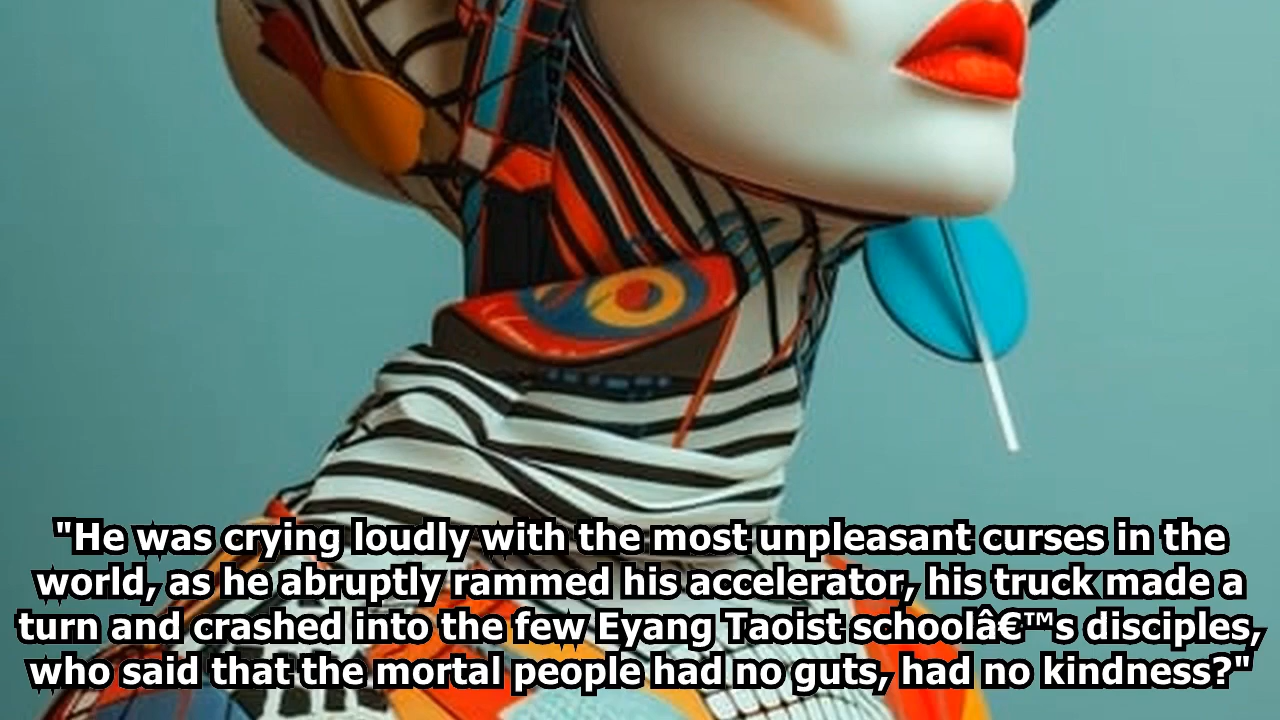 "He was crying loudly with the most unpleasant curses in the
world, as he abruptly rammed his accelerator, his truck made a
turn and crashed into the few Eyang Taoist schoolâ€™s disciples,
who said that the mortal people had no guts, had no kindness?"